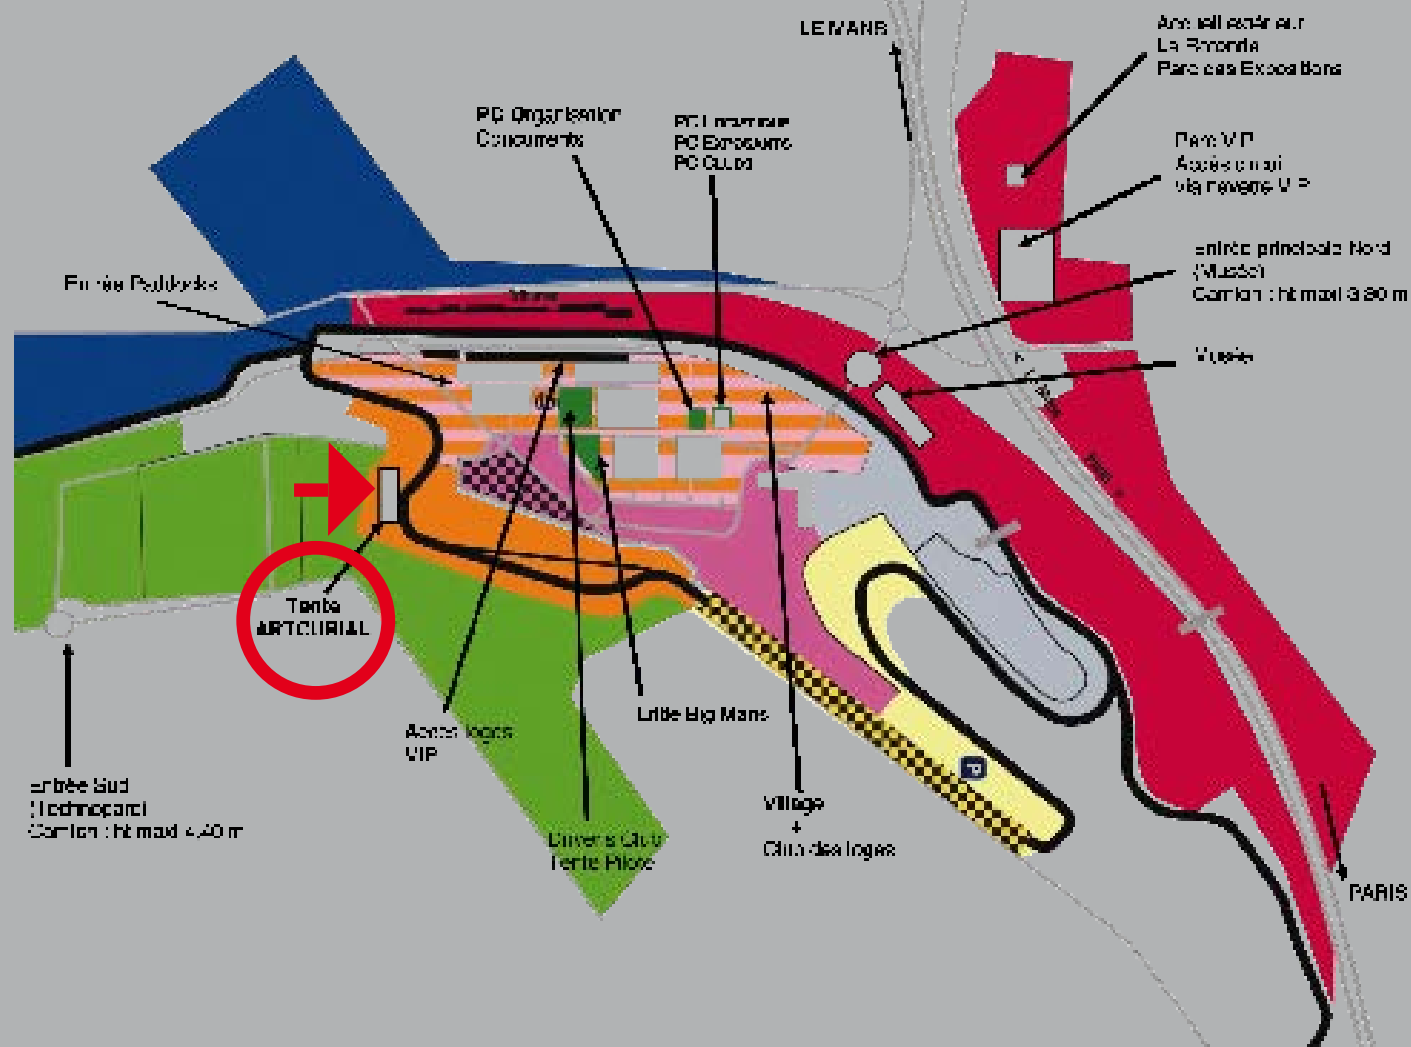 LE MANS
Accueil extérieur
La Rotonde
Parc des Expositions
PC Organisation
Concurrents
PC Logistique
PC Exposants
PC Clubs
Parc VIP
Accès circuit
via navette VIP
Entrée principale Nord
(Musée)
Camion : ht maxi 3,90 m
Entrée Paddocks
Musée
Tente
ARTCURIAL
Little Big Mans
Accès loges
VIP
Entrée Sud
(Technoparc)
Camion : ht maxi 4,40 m
Village
+
Club des loges
Drivers Club
Tente Pilote
P
PARIS